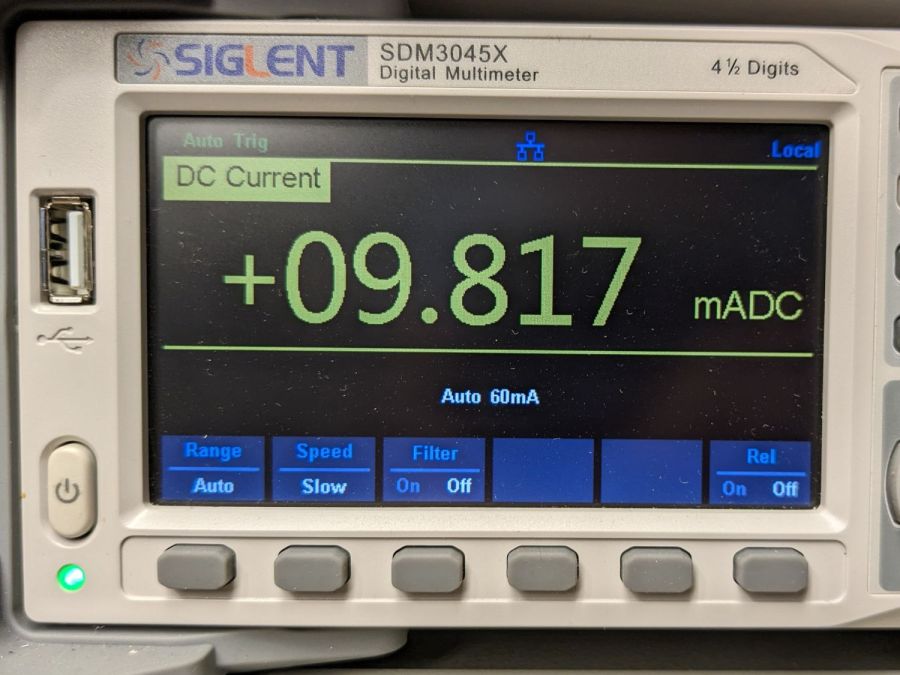 SIGLENT
SDM3045X
Digital Multimeter
4 ½ Digits
Auto Trig
Local
DC Current
+09.817
mADC
Auto 60mA
Range
Auto
Speed
Slow
Filter
On Off
Rel
On Off